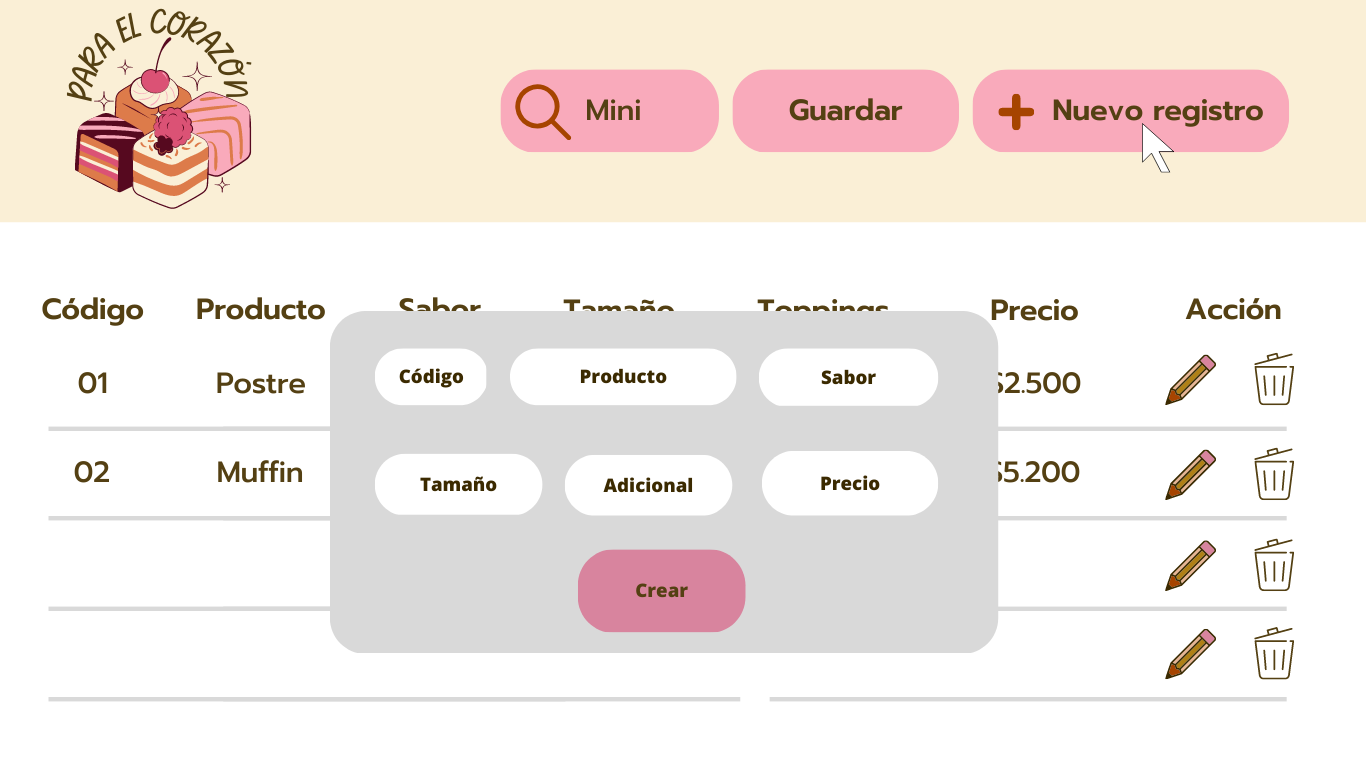 PARA EL CORAZÓN
Mini
Guardar
Nuevo registro
Código Producto Sabor Tamaño Toppings Precio Acción
01 Postre $2.500
02 Muffin $5.200
Código Producto Sabor
Tamaño Adicional Precio
Crear